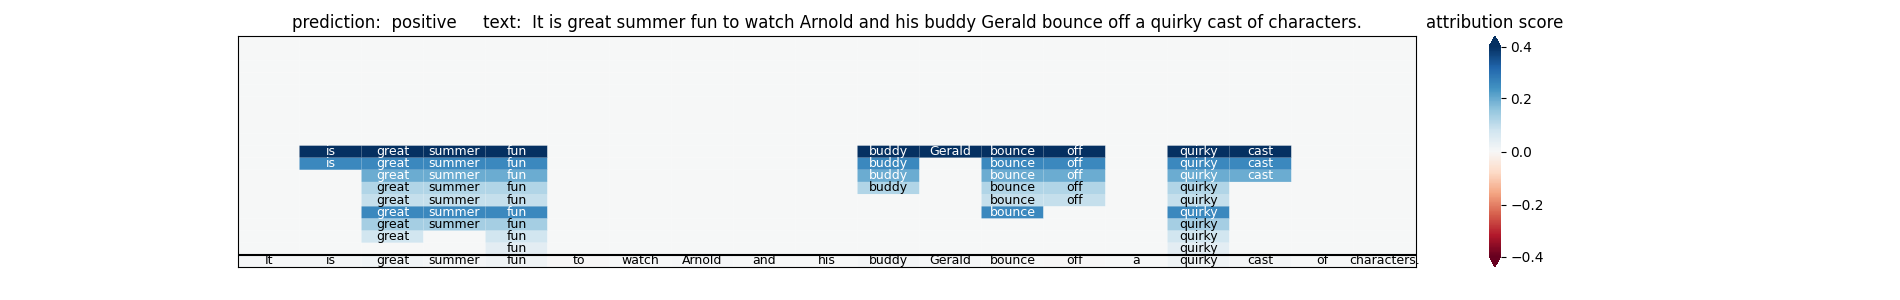 prediction:  positive     text:  It is great summer fun to watch Arnold and his buddy Gerald bounce off a quirky cast of characters.
attribution score
is great summer fun buddy Gerald bounce off quirky cast
is great summer fun buddy bounce off quirky cast
great summer fun buddy bounce off quirky cast
great summer fun buddy bounce off quirky
great summer fun bounce off quirky
great summer fun bounce quirky
great summer fun quirky
great fun quirky
fun quirky
It is great summer fun to watch Arnold and his buddy Gerald bounce off a quirky cast of characters.
0.4
0.2
0.0
−0.2
−0.4